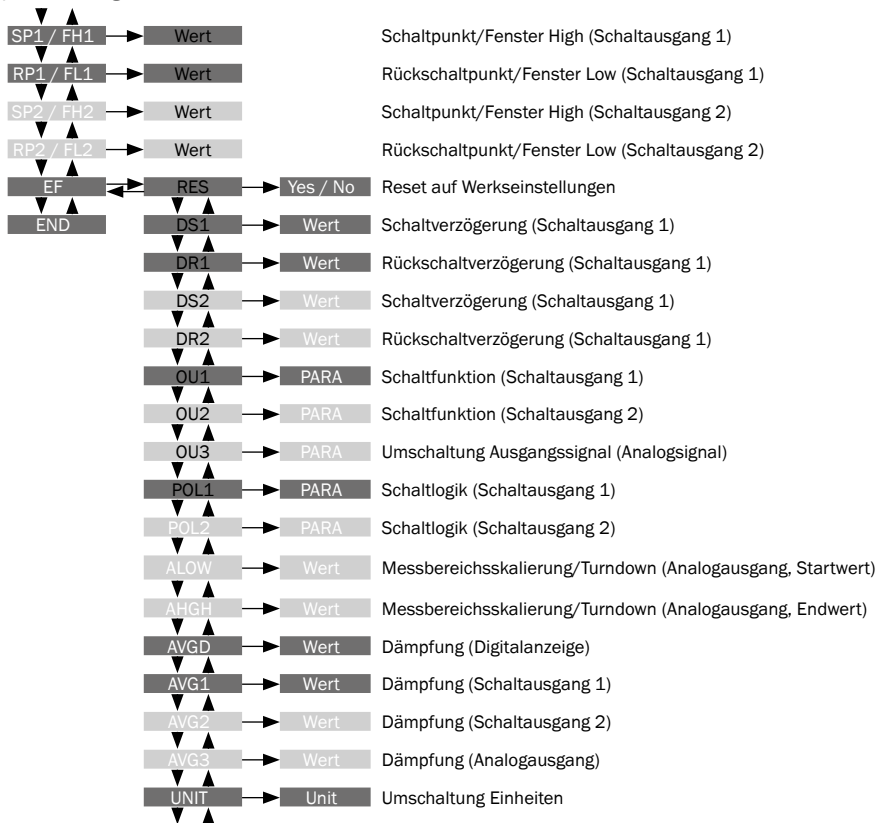 SP1 / FH1 Wert Schaltpunkt/Fenster High (Schaltausgang 1)
RP1 / FL1 Wert Rückschaltpunkt/Fenster Low (Schaltausgang 1)
SP2 / FH2 Wert Schaltpunkt/Fenster High (Schaltausgang 2)
RP2 / FL2 Wert Rückschaltpunkt/Fenster Low (Schaltausgang 2)
EF RES Yes / No Reset auf Werkseinstellungen
END DS1 Wert Schaltverzögerung (Schaltausgang 1)
DR1 Wert Rückschaltverzögerung (Schaltausgang 1)
DS2 Wert Schaltverzögerung (Schaltausgang 1)
DR2 Wert Rückschaltverzögerung (Schaltausgang 1)
OU1 PARA Schaltfunktion (Schaltausgang 1)
OU2 PARA Schaltfunktion (Schaltausgang 2)
OU3 PARA Umschaltung Ausgangssignal (Analogsignal)
POL1 PARA Schaltlogik (Schaltausgang 1)
POL2 PARA Schaltlogik (Schaltausgang 2)
ALOW Wert Messbereichsskalierung/Turndown (Analogausgang, Startwert)
AHGH Wert Messbereichsskalierung/Turndown (Analogausgang, Endwert)
AVGD Wert Dämpfung (Digitalanzeige)
AVG1 Wert Dämpfung (Schaltausgang 1)
AVG2 Wert Dämpfung (Schaltausgang 2)
AVG3 Wert Dämpfung (Analogausgang)
UNIT Unit Umschaltung Einheiten